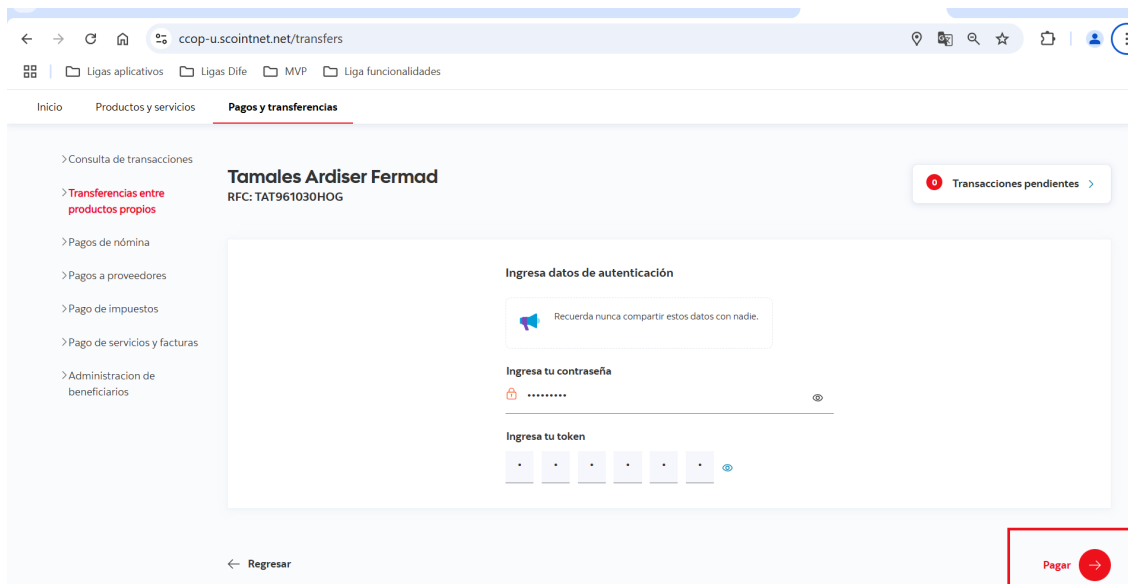 ccop-u.scointnet.net/transfers
Ligas aplicativos Ligas Dife MVP Liga funcionalidades
Inicio Productos y servicios Pagos y transferencias
>Consulta de transacciones
>Transferencias entre
productos propios
>Pagos de nómina
>Pagos a proveedores
>Pago de impuestos
>Pago de servicios y facturas
>Administracion de
beneficiarios
Tamales Ardiser Fermad
RFC: TAT961030HOG
0 Transacciones pendientes >
Ingresa datos de autenticación
Recuerda nunca compartir estos datos con nadie.
Ingresa tu contraseña
•••••••••
Ingresa tu token
• • • • • •
← Regresar
Pagar →